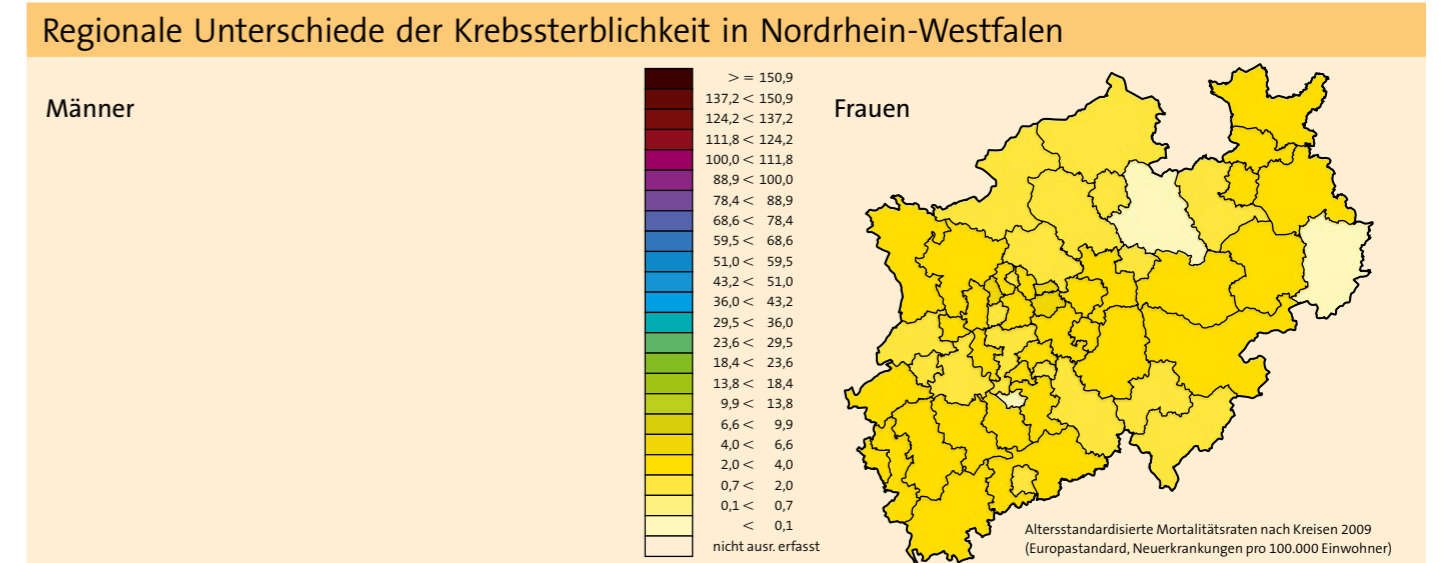 Regionale Unterschiede der Krebssterblichkeit in Nordrhein-Westfalen
Männer
> = 150,9
137,2 < 150,9
124,2 < 137,2
111,8 < 124,2
100,0 < 111,8
88,9 < 100,0
78,4 < 88,9
68,6 < 78,4
59,5 < 68,6
51,0 < 59,5
43,2 < 51,0
36,0 < 43,2
29,5 < 36,0
23,6 < 29,5
18,4 < 23,6
13,8 < 18,4
9,9 < 13,8
6,6 < 9,9
4,0 < 6,6
2,0 < 4,0
0,7 < 2,0
0,1 < 0,7
< 0,1
nicht ausr. erfasst
Frauen
Altersstandardisierte Mortalitätsraten nach Kreisen 2009
(Europastandard, Neuerkrankungen pro 100.000 Einwohner)